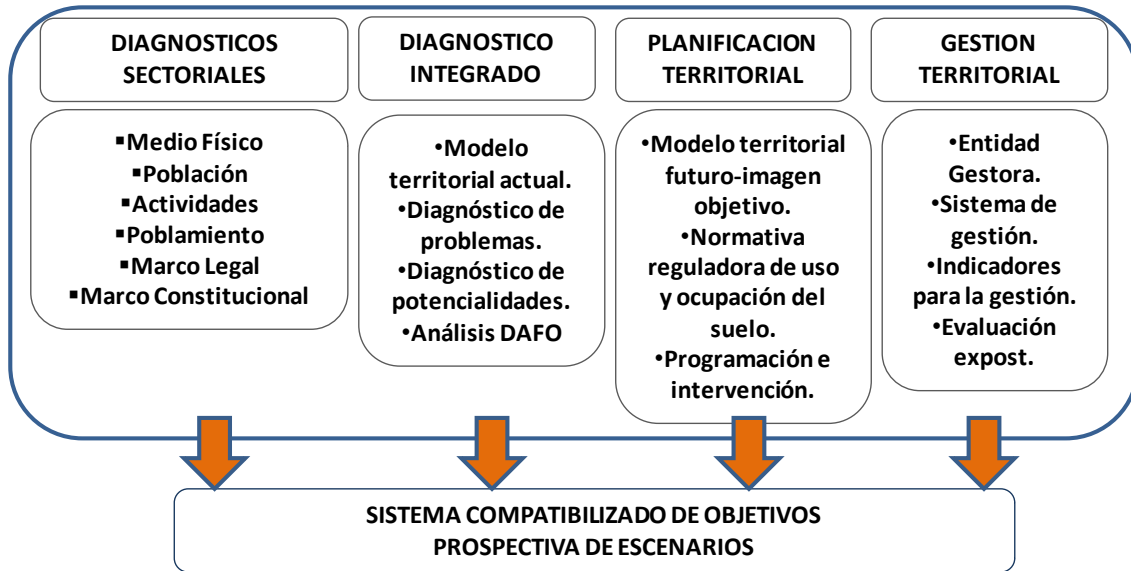 DIAGNOSTICOS
SECTORIALES
▪Medio Físico
▪Población
▪Actividades
▪Poblamiento
▪Marco Legal
▪Marco Constitucional
DIAGNOSTICO
INTEGRADO
•Modelo
territorial actual.
•Diagnóstico de
problemas.
•Diagnóstico de
potencialidades.
•Análisis DAFO
PLANIFICACION
TERRITORIAL
•Modelo territorial
futuro-imagen
objetivo.
•Normativa
reguladora de uso
y ocupación del
suelo.
•Programación e
intervención.
GESTION
TERRITORIAL
•Entidad
Gestora.
•Sistema de
gestión.
•Indicadores
para la gestión.
•Evaluación
expost.
SISTEMA COMPATIBILIZADO DE OBJETIVOS
PROSPECTIVA DE ESCENARIOS